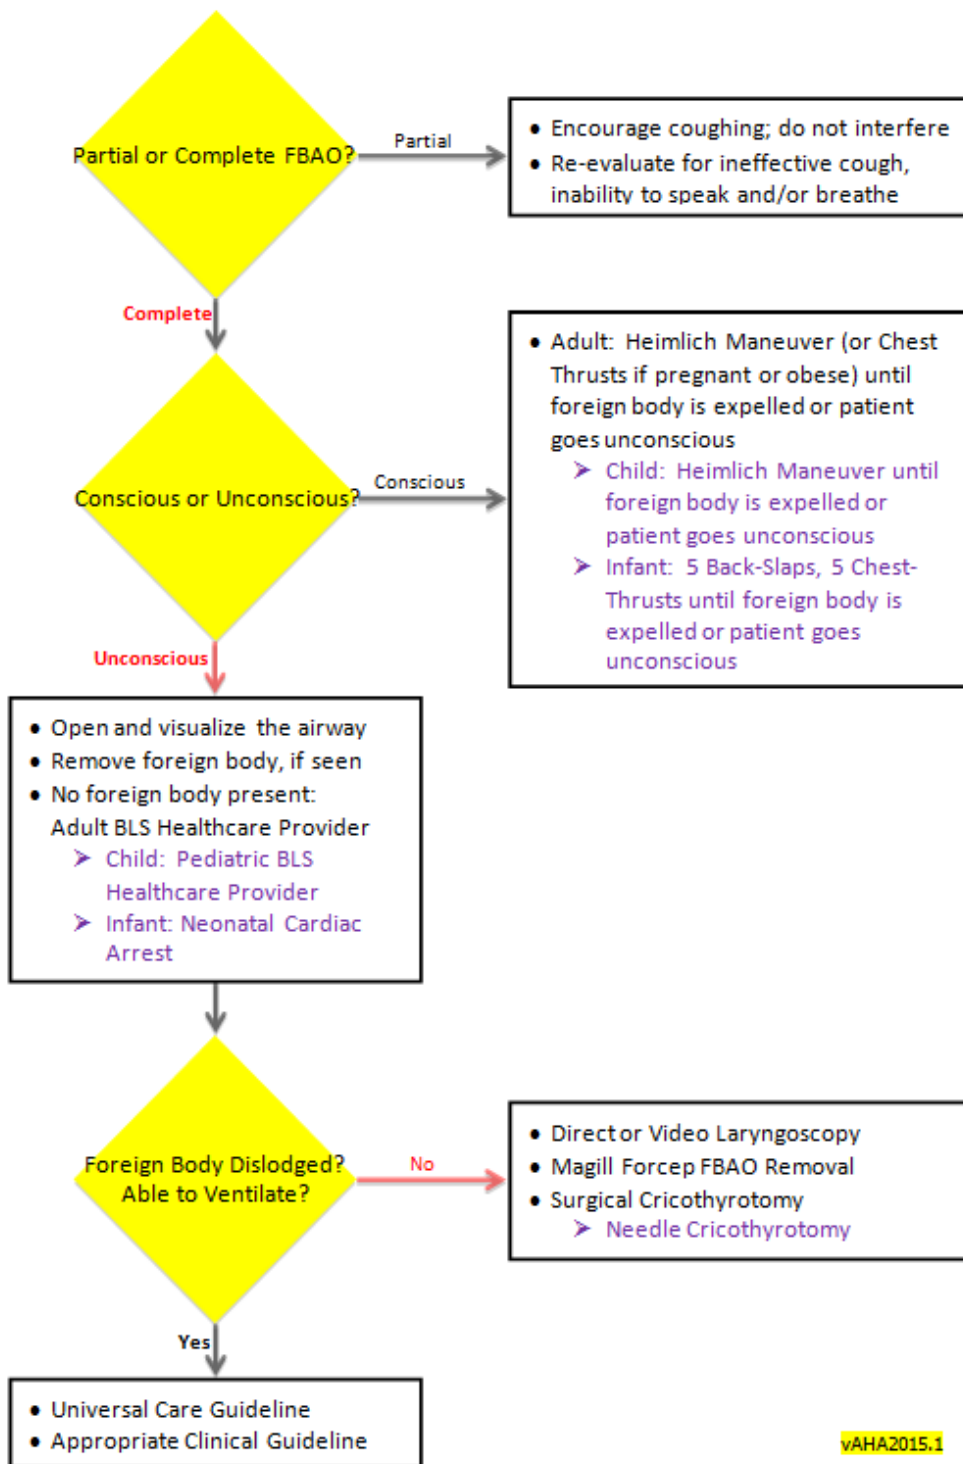 Partial or Complete FBAO?
Partial
• Encourage coughing; do not interfere
• Re-evaluate for ineffective cough,
inability to speak and/or breathe
Complete
Conscious or Unconscious?
Conscious
• Adult: Heimlich Maneuver (or Chest
Thrusts if pregnant or obese) until
foreign body is expelled or patient
goes unconscious
➢ Child: Heimlich Maneuver until
foreign body is expelled or
patient goes unconscious
➢ Infant: 5 Back-Slaps, 5 Chest-
Thrusts until foreign body is
expelled or patient goes
unconscious
Unconscious
• Open and visualize the airway
• Remove foreign body, if seen
• No foreign body present:
Adult BLS Healthcare Provider
➢ Child: Pediatric BLS
Healthcare Provider
➢ Infant: Neonatal Cardiac
Arrest
Foreign Body Dislodged?
Able to Ventilate?
No
• Direct or Video Laryngoscopy
• Magill Forcep FBAO Removal
• Surgical Cricothyrotomy
➢ Needle Cricothyrotomy
Yes
• Universal Care Guideline
• Appropriate Clinical Guideline
vAHA2015.1